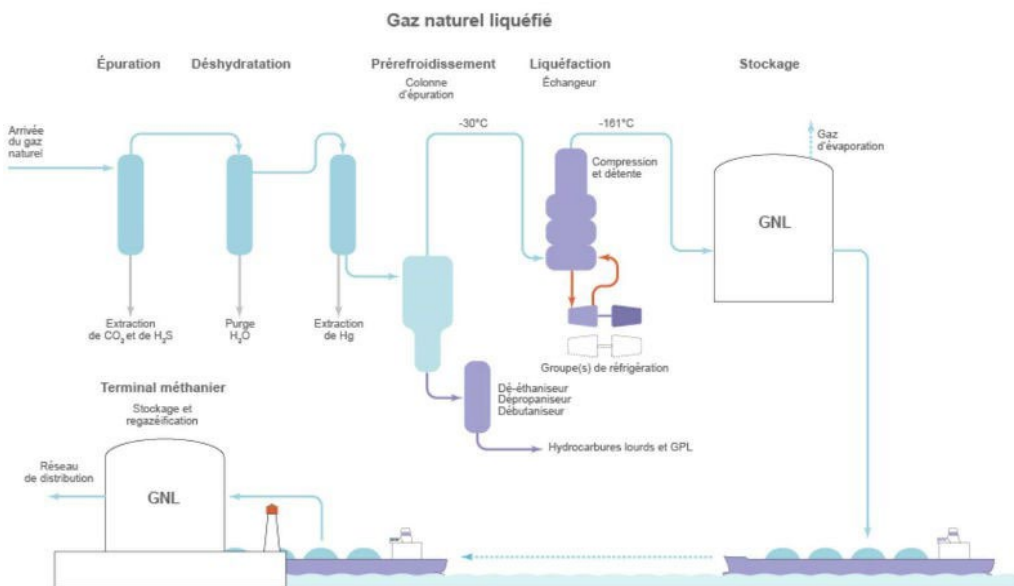 Gaz naturel liquéfié
Épuration
Déshydratation
Prérefroidissement
Colonne
d'épuration
Liquéfaction
Échangeur
Stockage
Arrivée
du gaz
naturel
-30°C
-161°C
Compression
et détente
Gaz
d'évaporation
GNL
Extraction
de CO₂ et de H₂S
Purge
H₂O
Extraction
de Hg
Groupe(s) de réfrigération
Dé-éthaniseur
Dépropaniseur
Débutaniseur
Hydrocarbures lourds et GPL
Terminal méthanier
Stockage et
regazéification
Réseau
de distribution
GNL